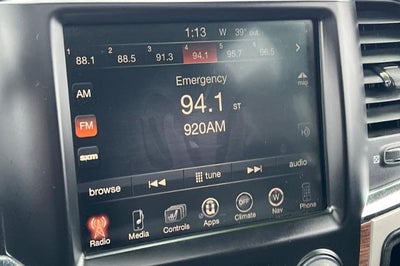 1:13 W 39° out
1 2 3 4 5 6
88.1 88.5 91.3 94.1 95.7 96.5
Emergency
AM
map
94.1 ST
FM
920AM
sxm
browse tune audio
Radio Media Controls Apps Climate Nav Phone
OFF W